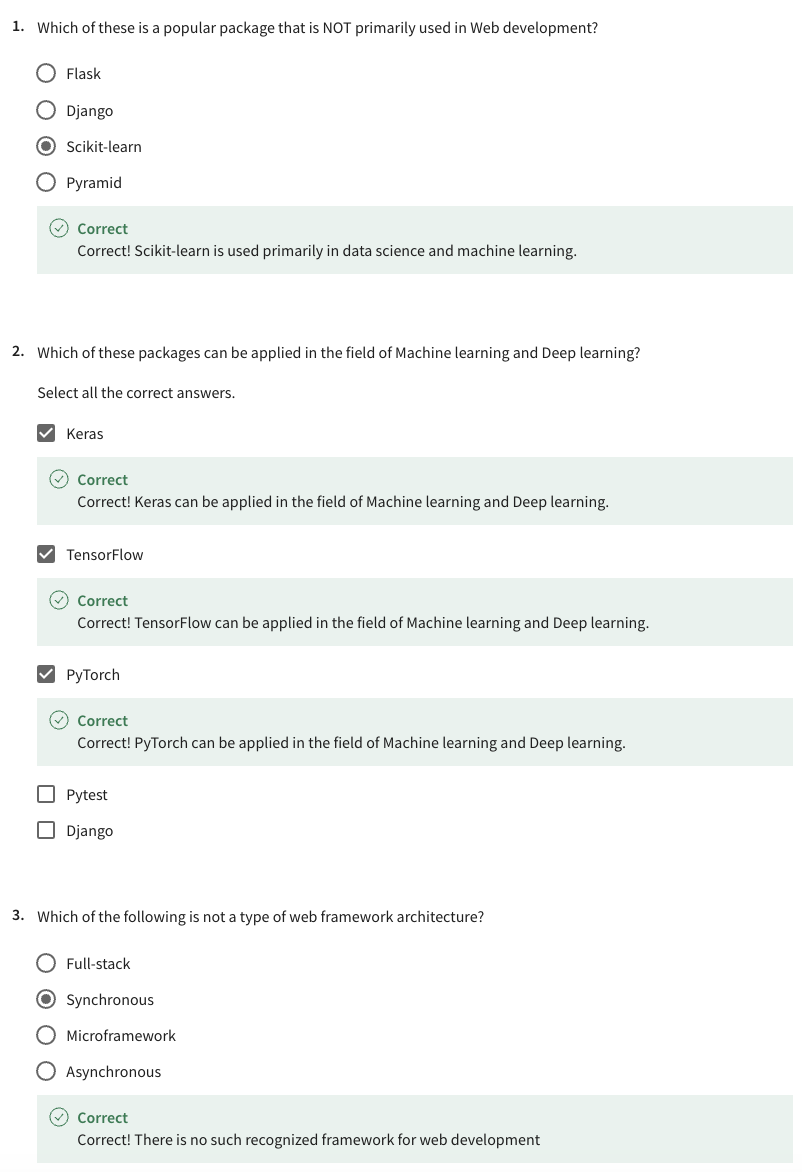 1. Which of these is a popular package that is NOT primarily used in Web development?
Flask
Django
Scikit-learn
Pyramid
Correct
Correct! Scikit-learn is used primarily in data science and machine learning.
2. Which of these packages can be applied in the field of Machine learning and Deep learning?
Select all the correct answers.
Keras
Correct
Correct! Keras can be applied in the field of Machine learning and Deep learning.
TensorFlow
Correct
Correct! TensorFlow can be applied in the field of Machine learning and Deep learning.
PyTorch
Correct
Correct! PyTorch can be applied in the field of Machine learning and Deep learning.
Pytest
Django
3. Which of the following is not a type of web framework architecture?
Full-stack
Synchronous
Microframework
Asynchronous
Correct
Correct! There is no such recognized framework for web development